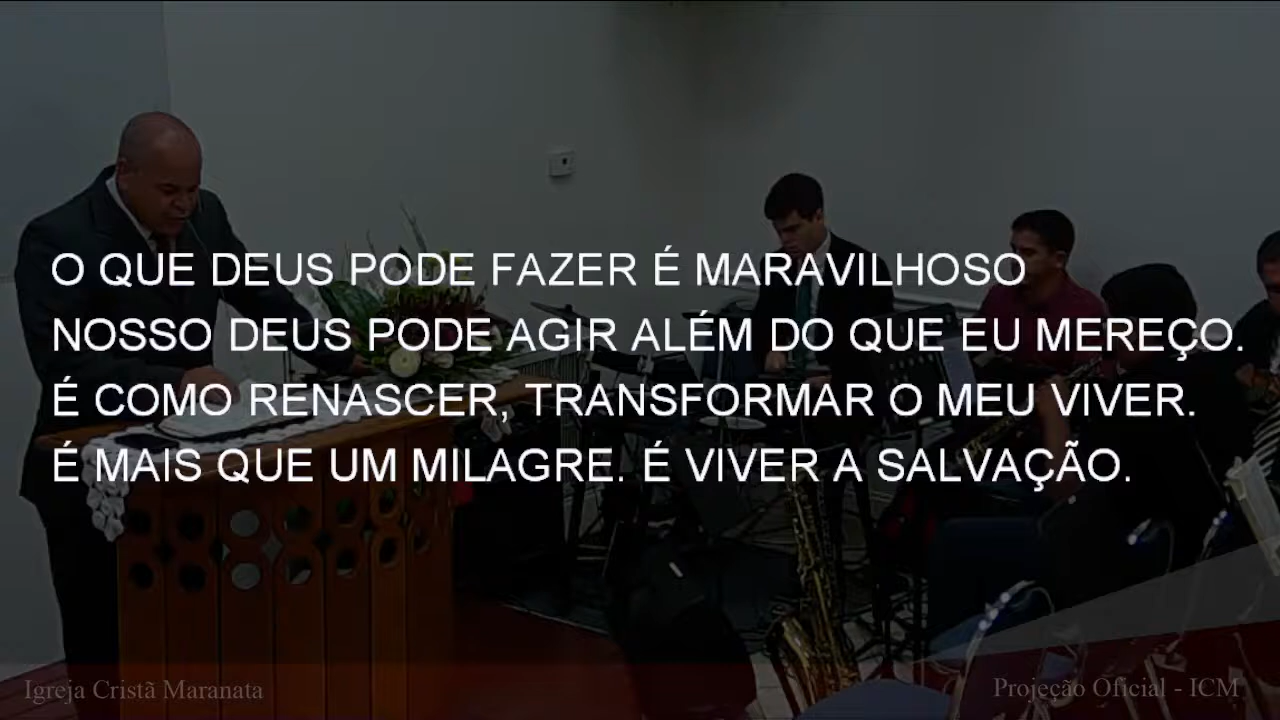 O QUE DEUS PODE FAZER É MARAVILHOSO
NOSSO DEUS PODE AGIR ALÉM DO QUE EU MEREÇO.
É COMO RENASCER, TRANSFORMAR O MEU VIVER.
É MAIS QUE UM MILAGRE. É VIVER A SALVAÇÃO.
Igreja Cristã Maranata
Projeção Oficial - ICM